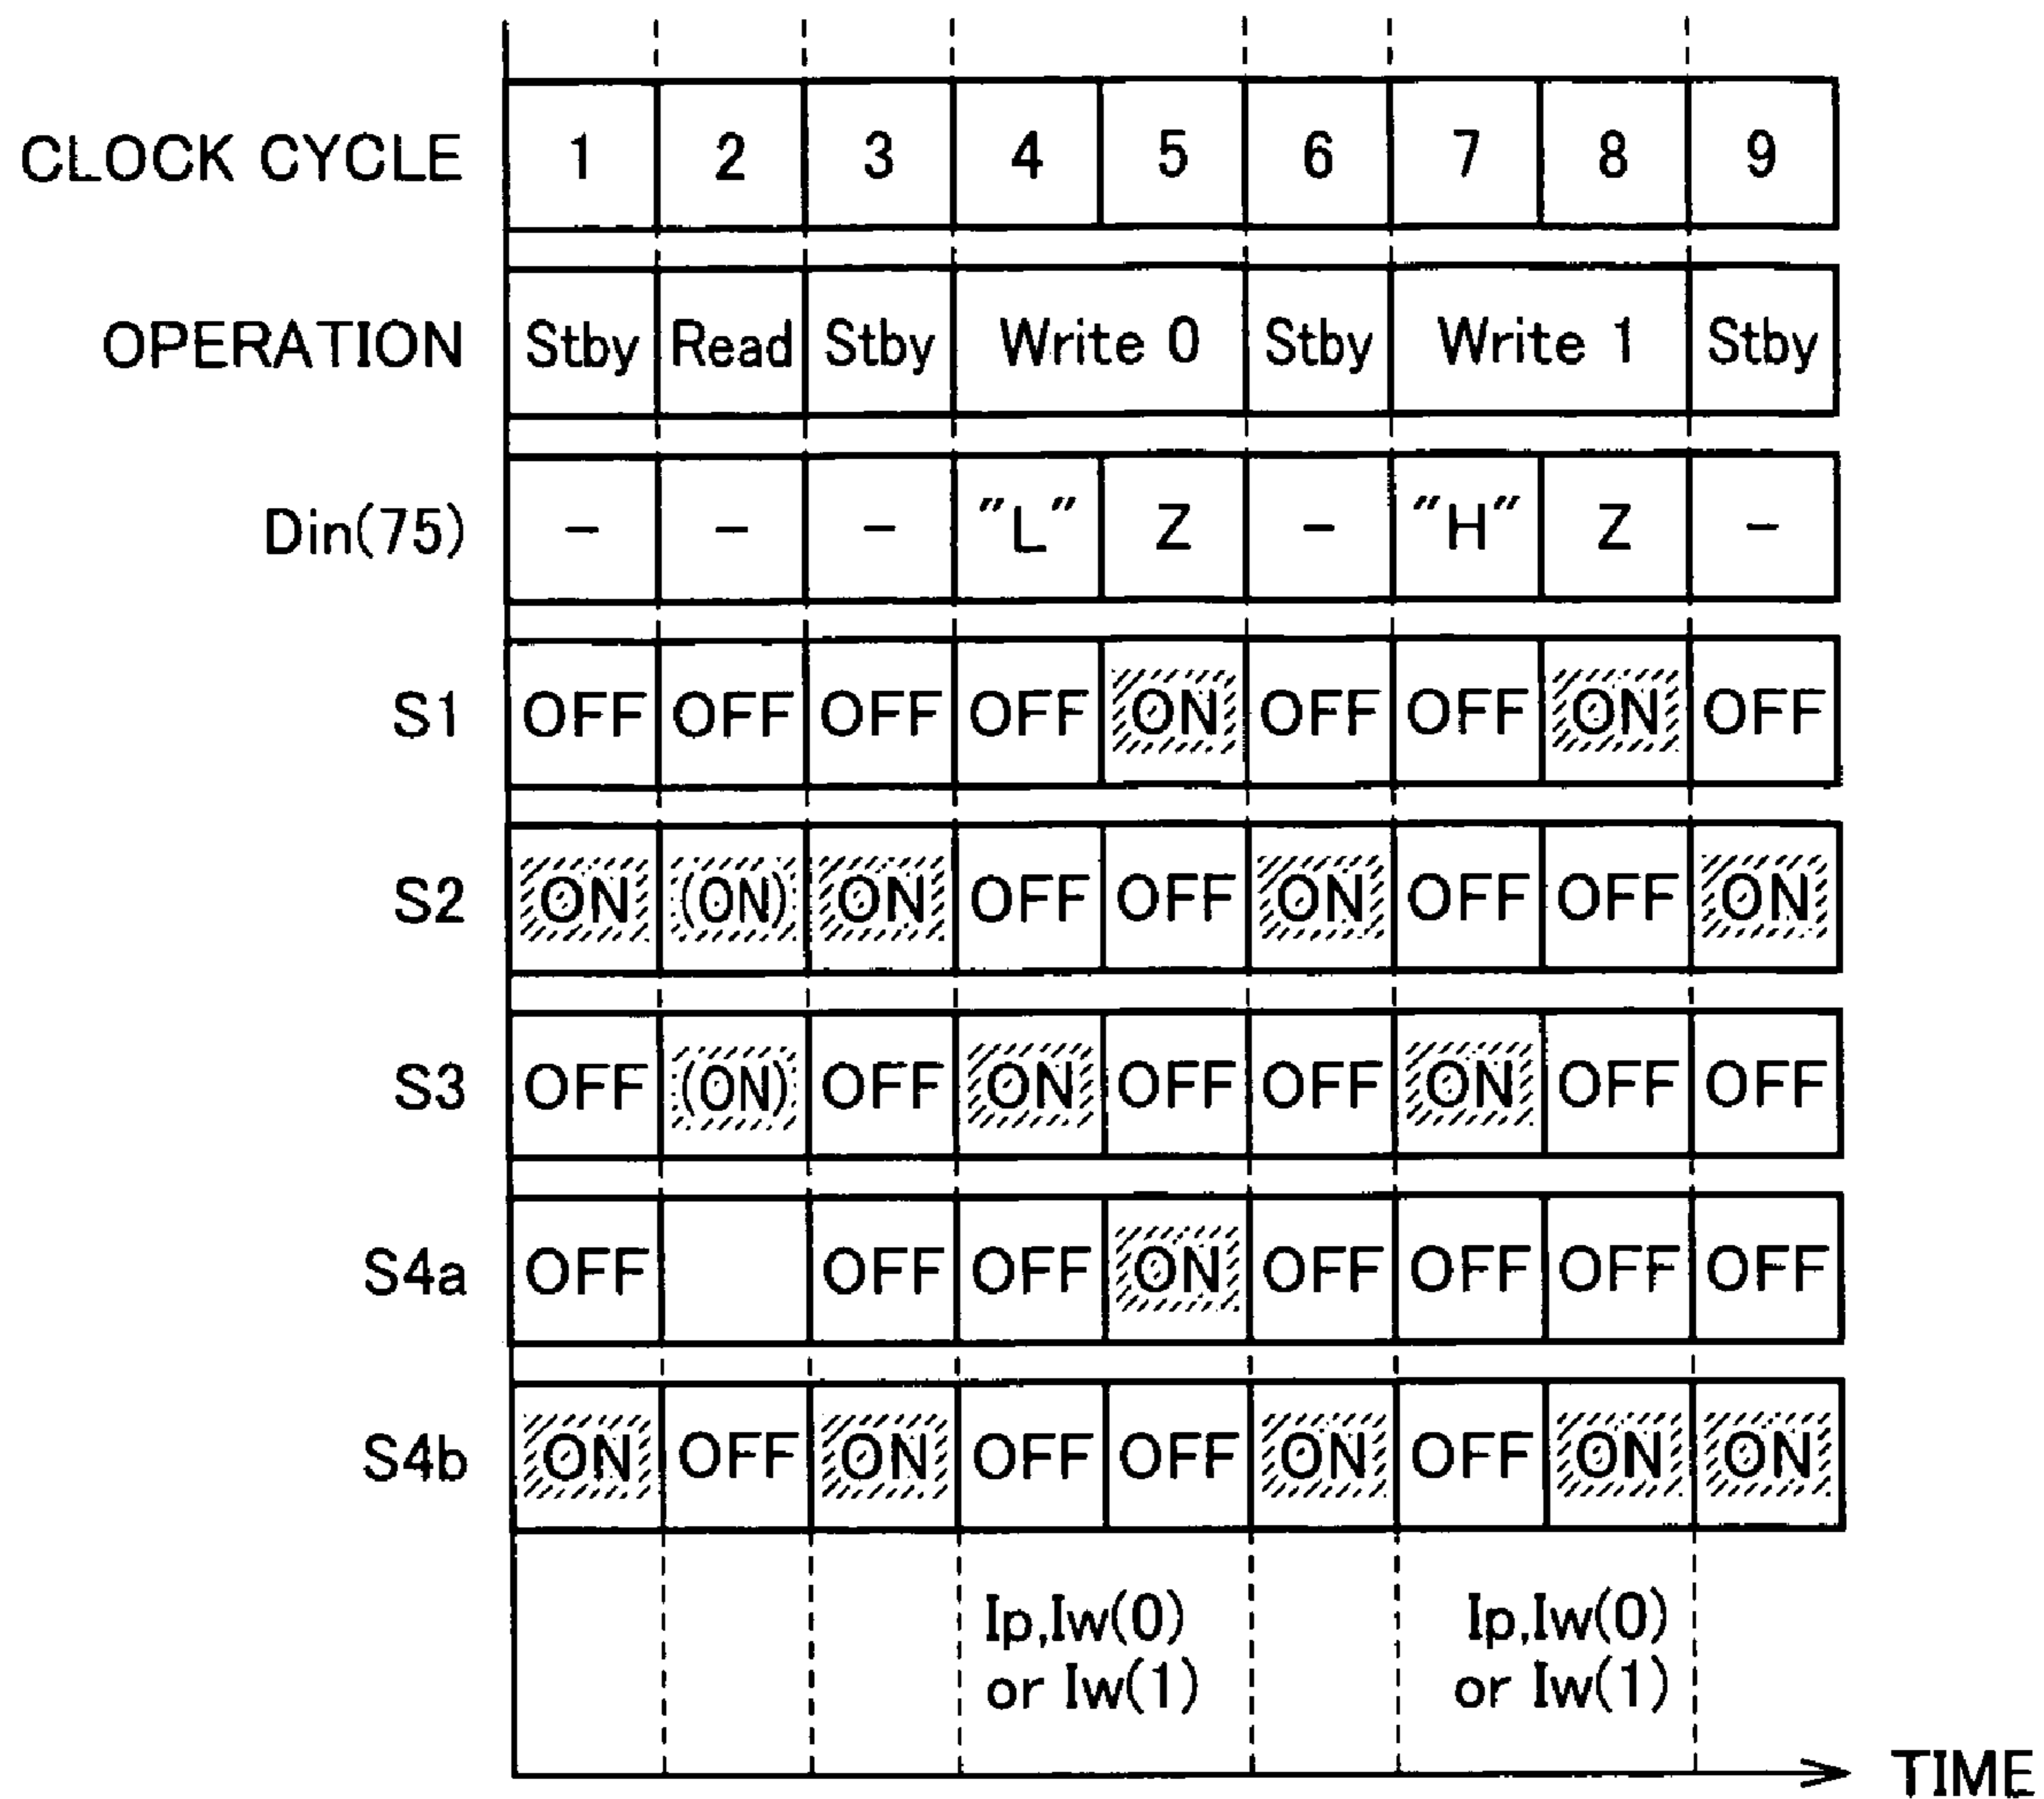 CLOCK CYCLE 1 2 3 4 5 6 7 8 9
OPERATION Stby Read Stby Write 0 Stby Write 1 Stby
Din(75) - - - "L" Z - "H" Z -
S1 OFF OFF OFF OFF ON OFF OFF ON OFF
S2 ON (ON) ON OFF OFF ON OFF OFF ON
S3 OFF (ON) OFF ON OFF OFF ON OFF OFF
S4a OFF OFF OFF ON OFF OFF OFF OFF
S4b ON OFF ON OFF OFF ON OFF ON ON
Ip,Iw(0) Ip,Iw(0)
or Iw(1) or Iw(1)
TIME